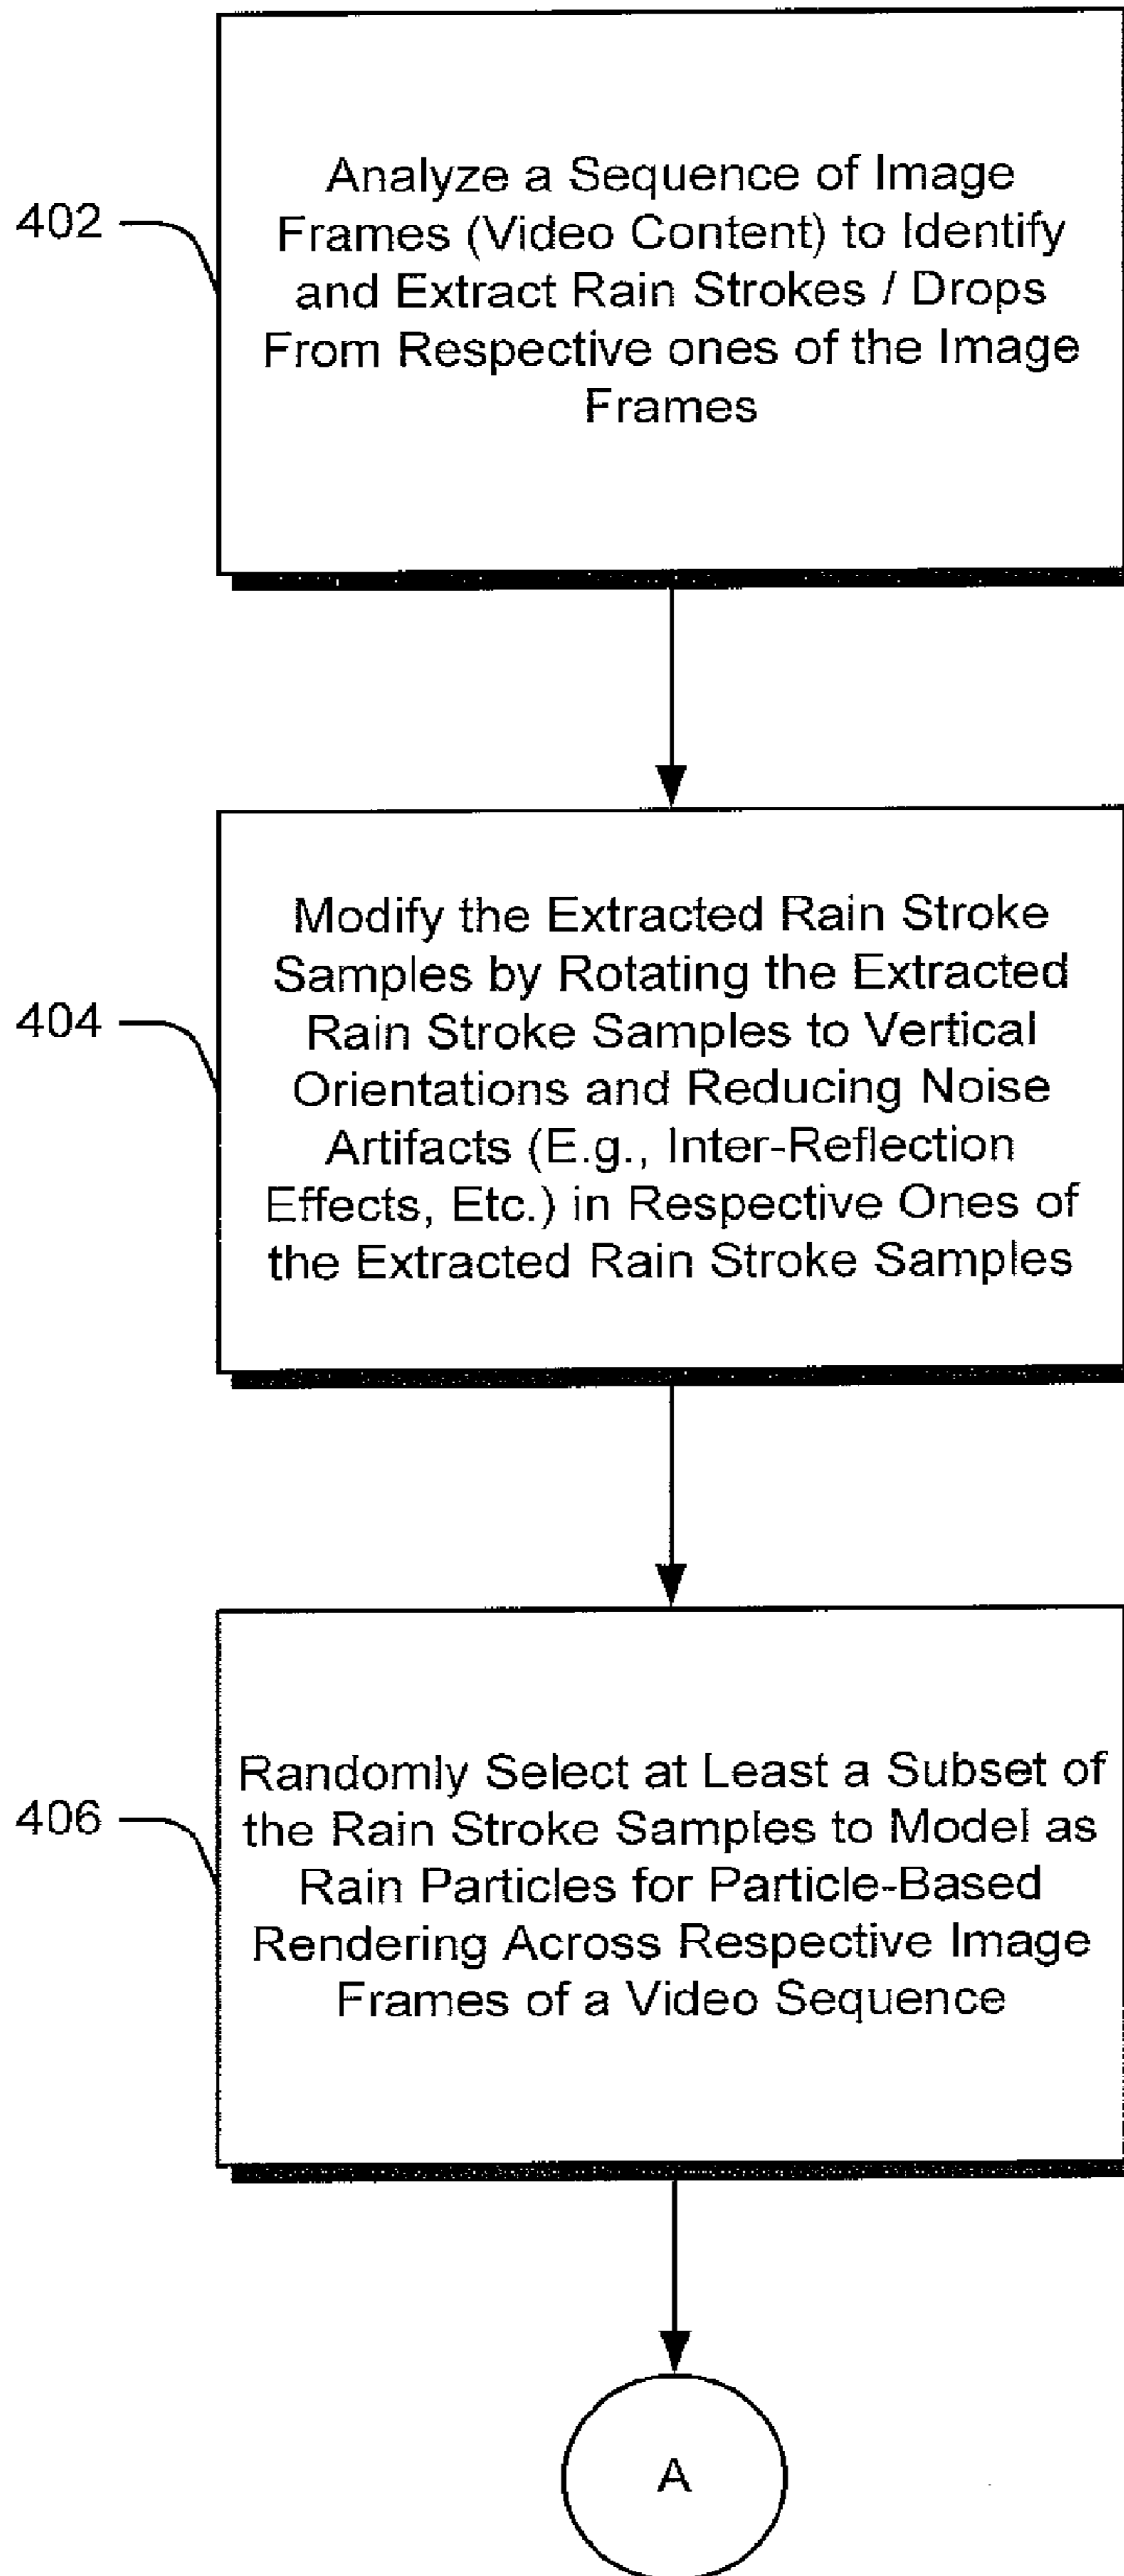 402
Analyze a Sequence of Image
Frames (Video Content) to Identify
and Extract Rain Strokes / Drops
From Respective ones of the Image
Frames
404
Modify the Extracted Rain Stroke
Samples by Rotating the Extracted
Rain Stroke Samples to Vertical
Orientations and Reducing Noise
Artifacts (E.g., Inter-Reflection
Effects, Etc.) in Respective Ones of
the Extracted Rain Stroke Samples
406
Randomly Select at Least a Subset of
the Rain Stroke Samples to Model as
Rain Particles for Particle-Based
Rendering Across Respective Image
Frames of a Video Sequence
A